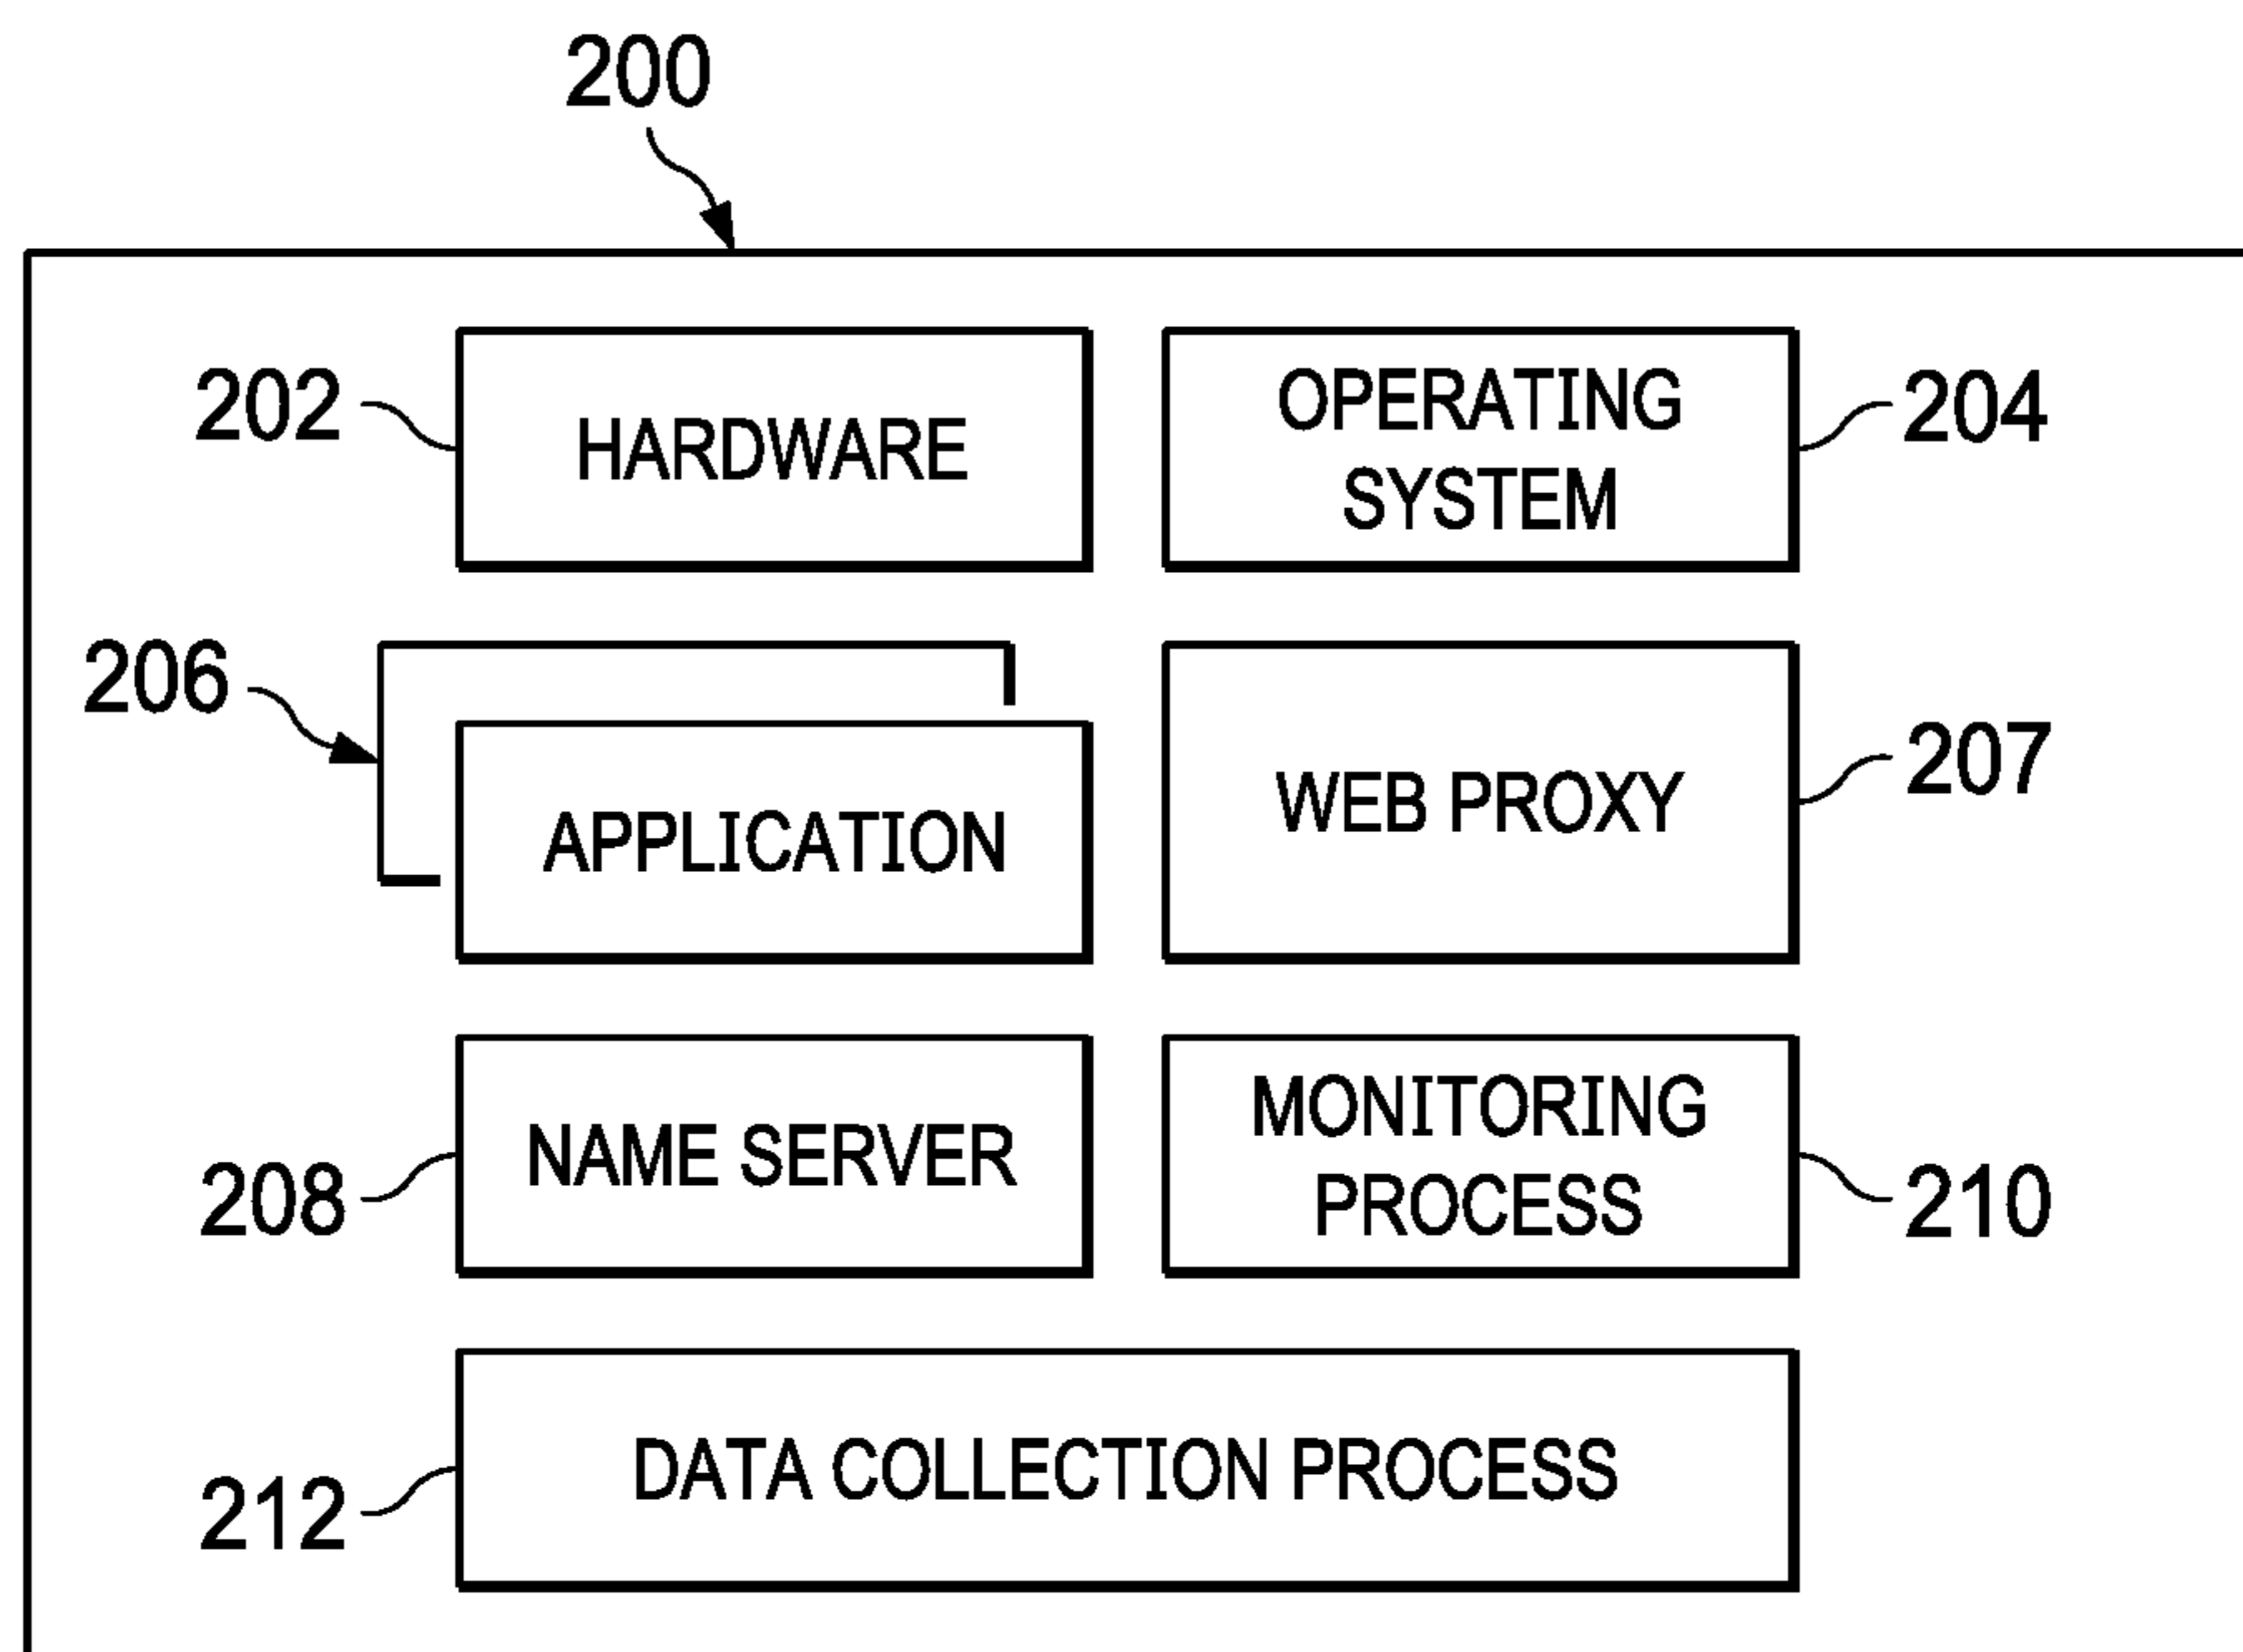 200
202
HARDWARE
OPERATING
SYSTEM
204
206
APPLICATION
WEB PROXY
207
208
NAME SERVER
MONITORING
PROCESS
210
212
DATA COLLECTION PROCESS